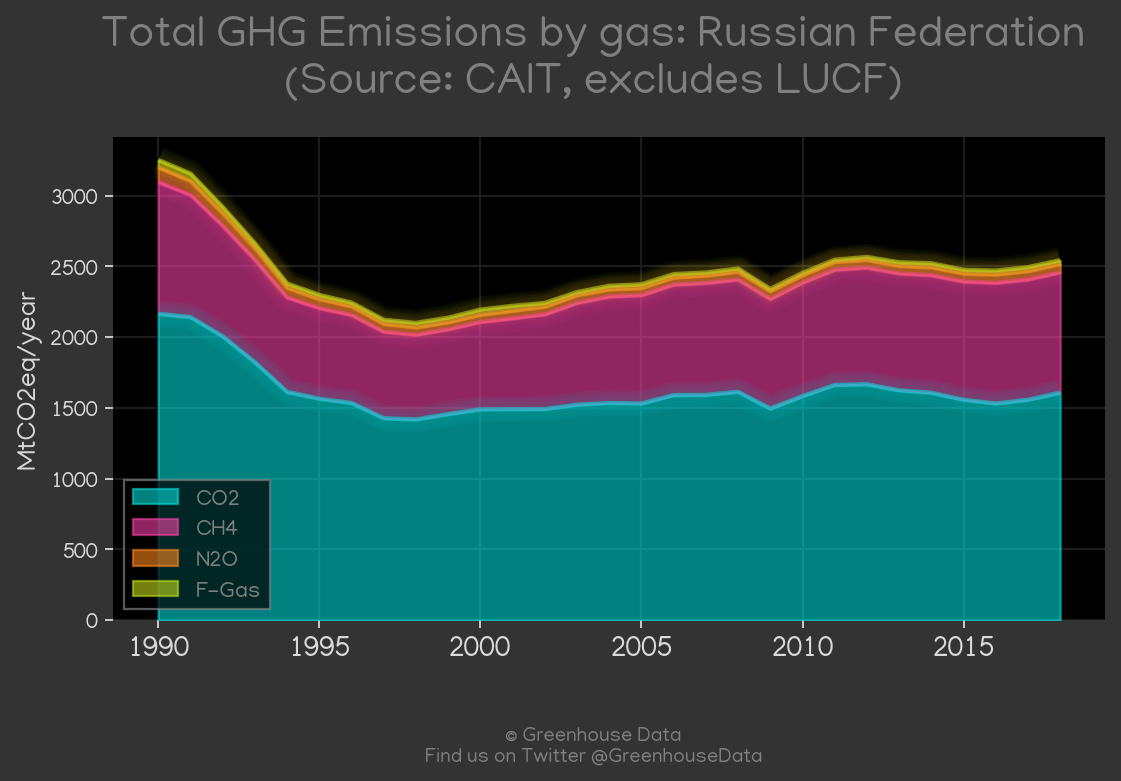 Total GHG Emissions by gas: Russian Federation
(Source: CAIT, excludes LUCF)
MtCO2eq/year
3000
2500
2000
1500
1000
500
0
CO2
CH4
N2O
F-Gas
1990 1995 2000 2005 2010 2015
© Greenhouse Data
Find us on Twitter @GreenhouseData